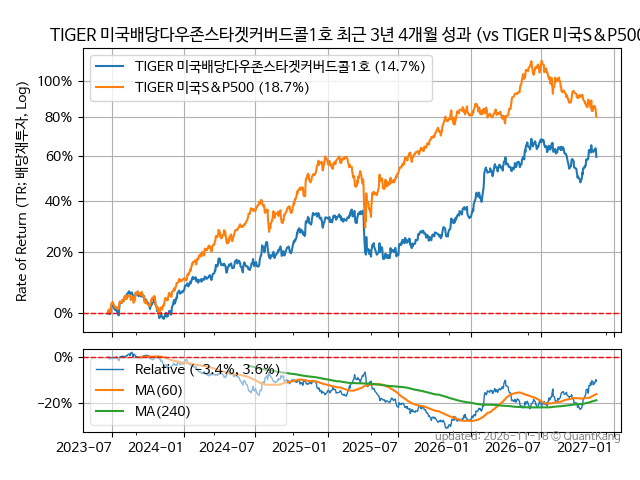 TIGER 미국배당다우존스타겟커버드콜1호 최근 3년 4개월 성과 (vs TIGER 미국S&P500
Rate of Return (TR: 배당재투자, Log)
TIGER 미국배당다우존스타겟커버드콜1호 (14.7%)
TIGER 미국S&P500 (18.7%)
100%
80%
60%
40%
20%
0%
0%
−20%
Relative (−3.4%, 3.6%)
MA(60)
MA(240)
updated: 2026-11-18 © QuantKang
2023-07 2024-01 2024-07 2025-01 2025-07 2026-01 2026-07 2027-01